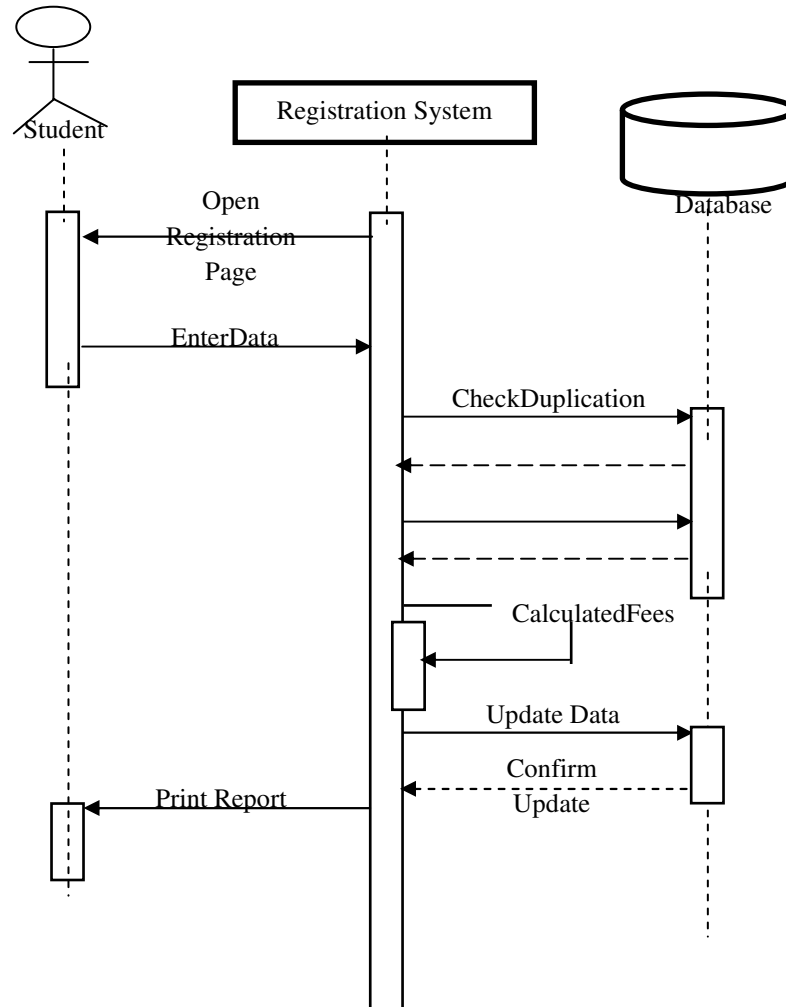 Student
Registration System
Database
Open
Registration
Page
EnterData
CheckDuplication
CalculatedFees
Update Data
Confirm
Update
Print Report